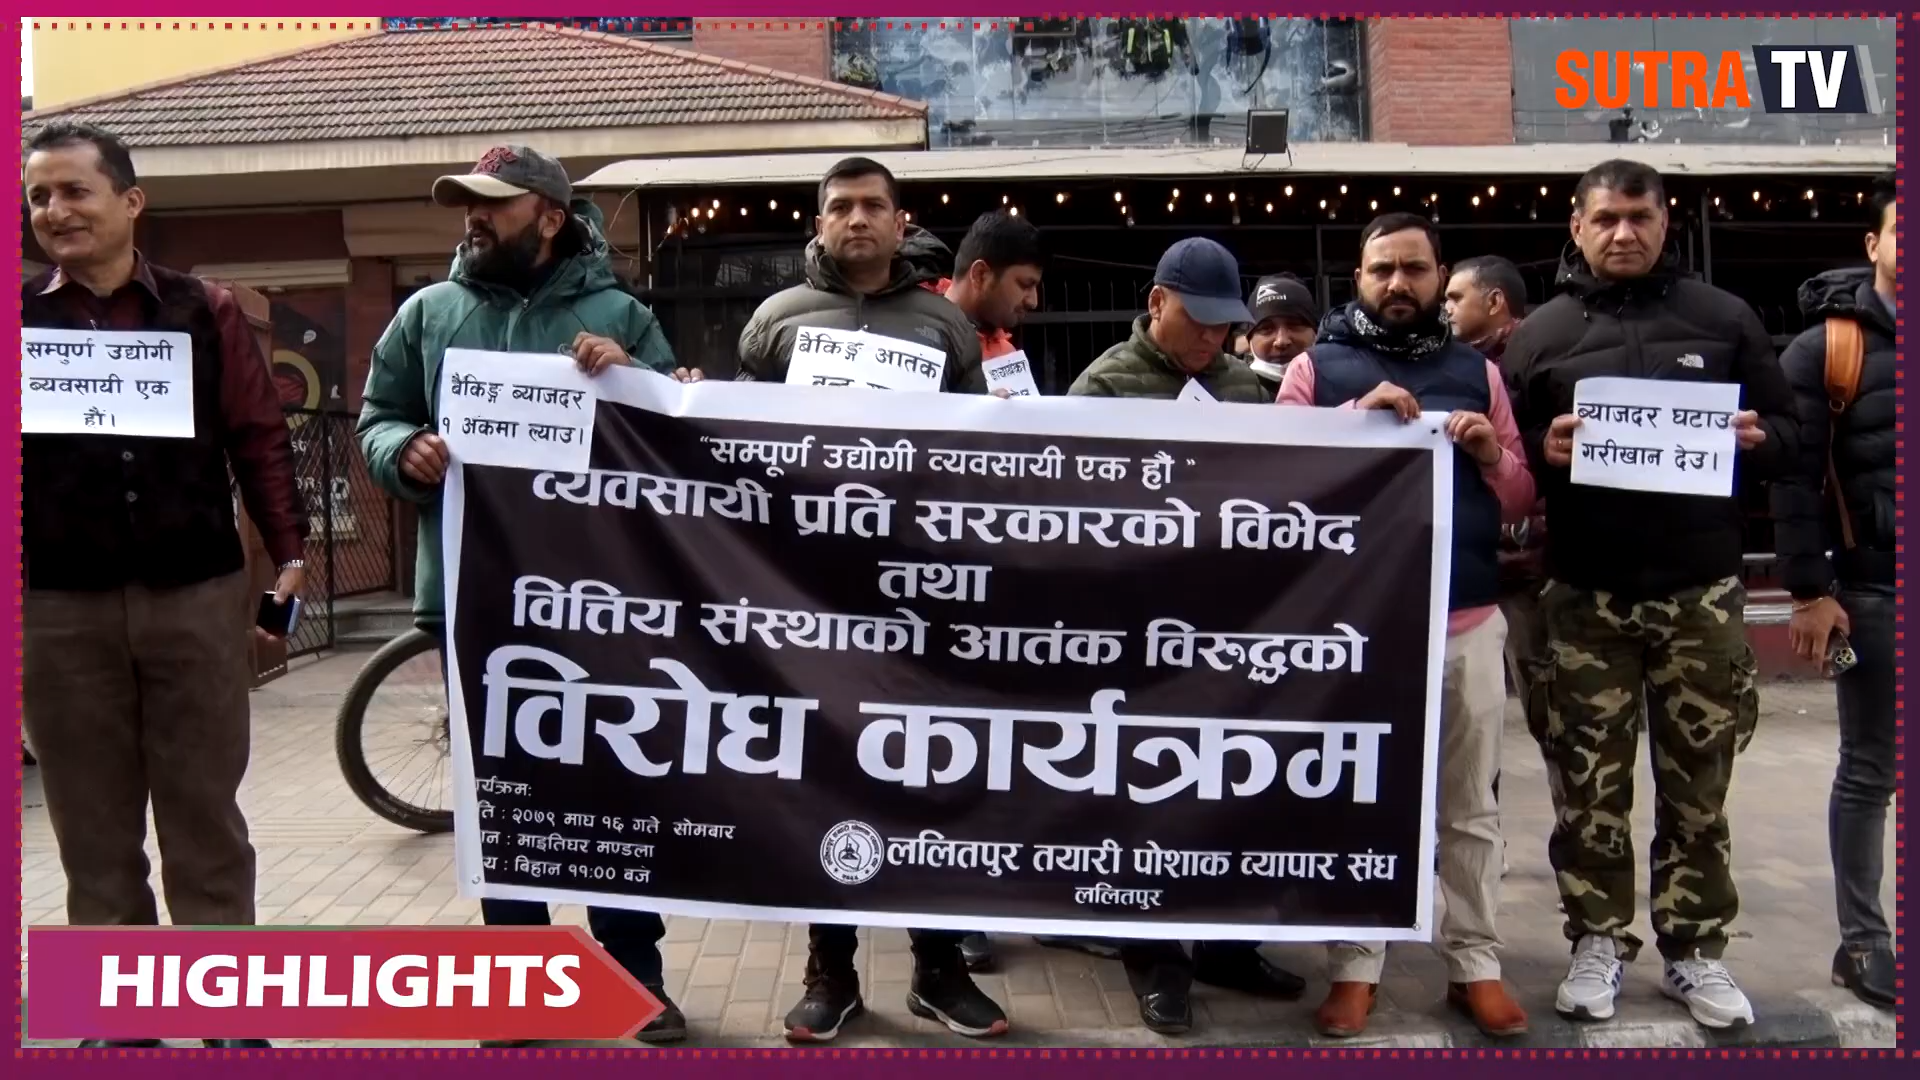 SUTRA TV
सम्पुर्ण उद्योगी
ब्यवसायी एक
हौं।
बैकिङ्ग ब्याजदर
१ अंकमा ल्याउ।
बैकिङ्ग आतंक
ब्याजदर घटाउ
गरीखान देउ।
“सम्पूर्ण उद्योगी व्यवसायी एक हौं”
व्यवसायी प्रति सरकारको विभेद
तथा
वित्तिय संस्थाको आतंक विरूद्धको
विरोध कार्यक्रम
र्यक्रम:
ति : २०७९ माघ १६ गते सोमबार
ान : माइतिघर मण्डला
य : बिहान ११:०० बजे
ललितपुर तयारी पोशाक व्यापार संघ
ललितपुर
HIGHLIGHTS